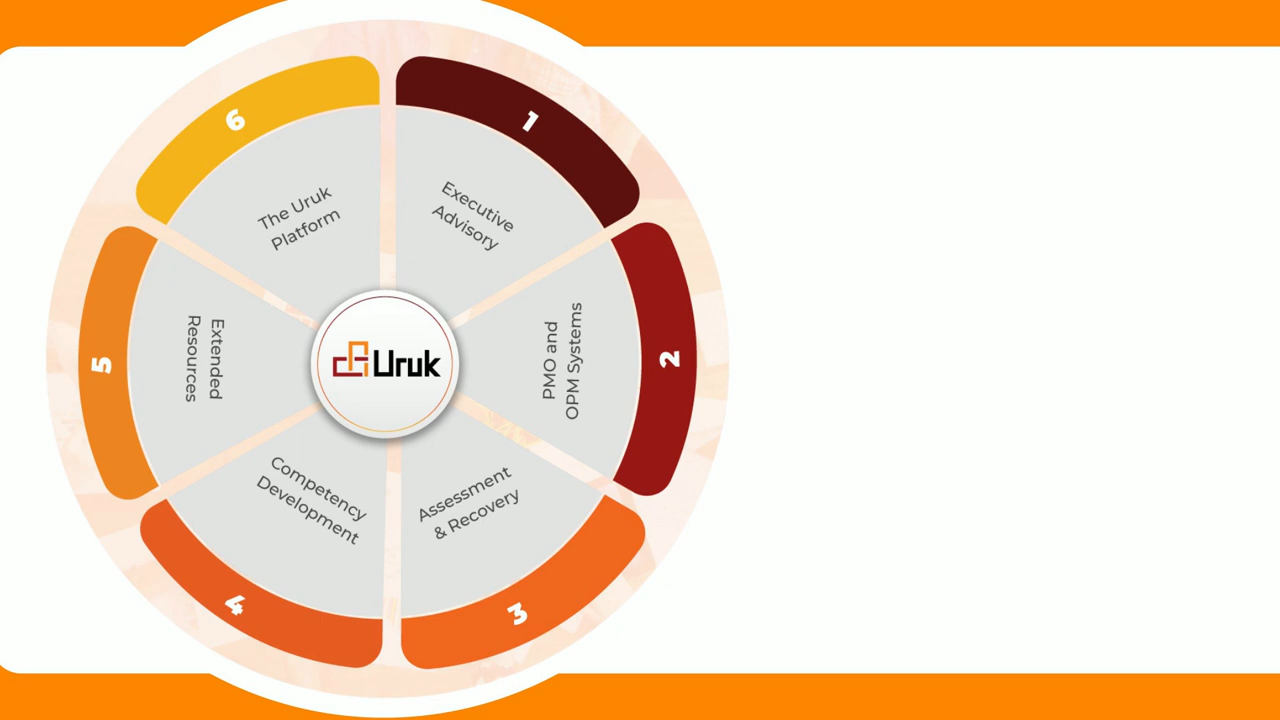 1
Executive
Advisory
2
PMO and
OPM Systems
3
Assessment
& Recovery
4
Competency
Development
5
Extended
Resources
6
The Uruk
Platform
Uruk